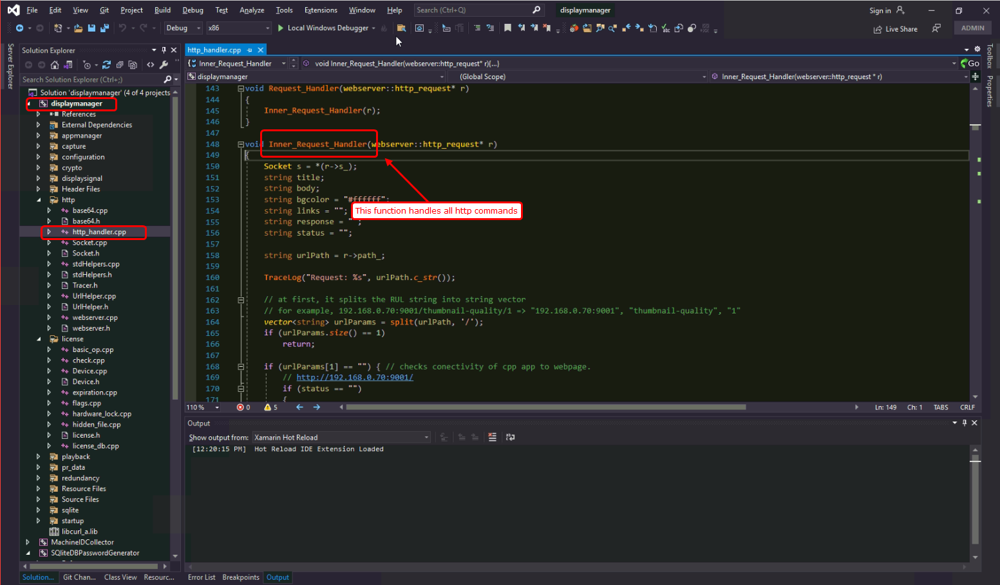 File Edit View Git Project Build Debug Test Analyze Tools Extensions Window Help Search (Ctrl+Q) displaymanager Sign in
Debug x86 Local Windows Debugger Live Share ADMIN
Server Explorer
Solution Explorer
Search Solution Explorer (Ctrl+;)
Solution 'displaymanager' (4 of 4 projects
displaymanager
References
External Dependencies
appmanager
capture
configuration
crypto
displaysignal
Header Files
http
base64.cpp
base64.h
http_handler.cpp
Socket.cpp
Socket.h
stdHelpers.cpp
stdHelpers.h
Tracer.h
UrlHelper.cpp
UrlHelper.h
webserver.cpp
webserver.h
license
basic_op.cpp
check.cpp
Device.cpp
Device.h
expiration.cpp
flags.cpp
hardware_lock.cpp
hidden_file.cpp
license.h
license_db.cpp
playback
pr_data
redundancy
Resource Files
Source Files
sqlite
startup
libcurl_a.lib
MachineIDCollector
SQliteDBPasswordGenerator
Solution... Git Chan... Class View Resourc...
http_handler.cpp
Inner_Request_Handler void Inner_Request_Handler(webserver::http_request* r){...} Go
displaymanager (Global Scope) Inner_Request_Handler(webserver::http_request * r)
143 void Request_Handler(webserver::http_request* r)
144 {
145 Inner_Request_Handler(r);
146 }
147
148 void Inner_Request_Handler(webserver::http_request* r)
149 {
150 Socket s = *(r->s_);
151 string title;
152 string body;
153 string bgcolor = "#ffffff";
154 string links = "";
This function handles all http commands
155 string response = "";
156 string status = "";
157
158 string urlPath = r->path_;
159
160 TraceLog("Request: %s", urlPath.c_str());
161
162 // at first, it splits the RUL string into string vector
163 // for example, 192.168.0.70:9001/thumbnail-quality/1 => "192.168.0.70:9001", "thumbnail-quality", "1"
164 vector<string> urlParams = split(urlPath, '/');
165 if (urlParams.size() == 1)
166 return;
167
168 if (urlParams[1] == "") { // checks conectivity of cpp app to webpage.
169 // http://192.168.0.70:9001/
170 if (status == "")
171 {
110 % 0 5 Ln: 149 Ch: 1 TABS CRLF
Output
Show output from: Xamarin Hot Reload
[12:20:15 PM] Hot Reload IDE Extension Loaded
Error List Breakpoints Output
Toolbox
Properties